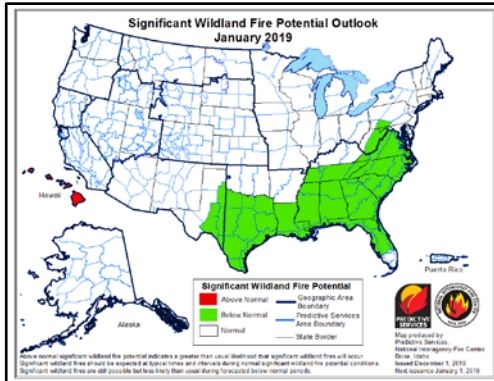 Significant Wildland Fire Potential Outlook
January 2019
Hawaii
Alaska
Puerto Rico
Significant Wildland Fire Potential
Above Normal
Below Normal
Normal
Geographic Area
Boundary
Predictive Services
Area Boundary
State Border
PREDICTIVE
SERVICES
Map produced by
Predictive Services,
National Interagency Fire Center
Boise, Idaho
Issued December 1, 2018
Next issuance January 1, 2019
Above normal significant wildland fire potential indicates a greater than usual likelihood that significant wildland fires will occur.
Significant wildland fires should be expected at typical times and intervals during normal significant wildland fire potential conditions.
Significant wildland fires are still possible but less likely than usual during forecasted below normal periods.